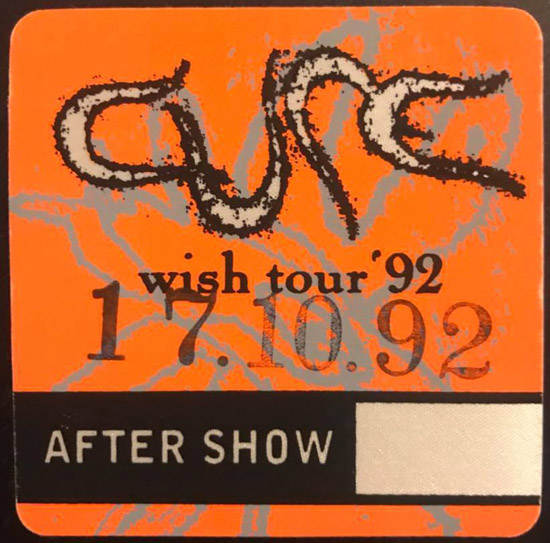 CURE
wish tour '92
17.10.92
AFTER SHOW